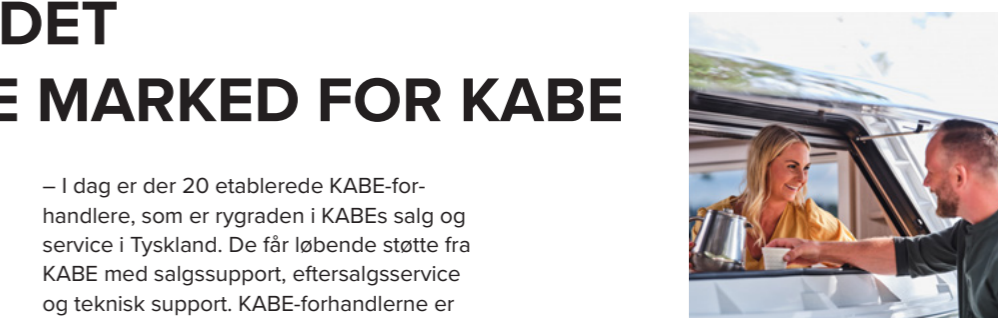 DET
E MARKED FOR KABE
– I dag er der 20 etablerede KABE-for-
handlere, som er rygraden i KABEs salg og
service i Tyskland. De får løbende støtte fra
KABE med salgssupport, eftersalgsservice
og teknisk support. KABE-forhandlerne er